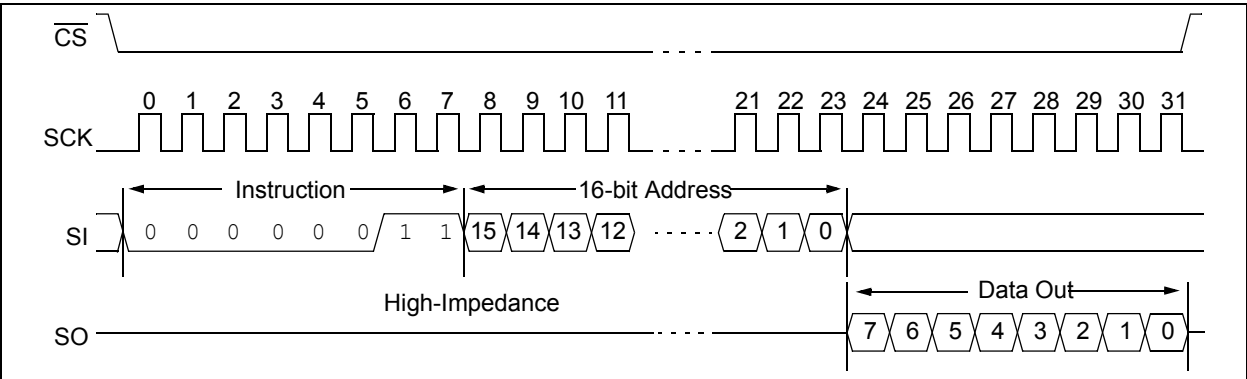 CS
0 1 2 3 4 5 6 7 8 9 10 11 21 22 23 24 25 26 27 28 29 30 31
SCK
Instruction 16-bit Address
SI 0 0 0 0 0 0 1 1 15 14 13 12 2 1 0
High-Impedance Data Out
SO 7 6 5 4 3 2 1 0